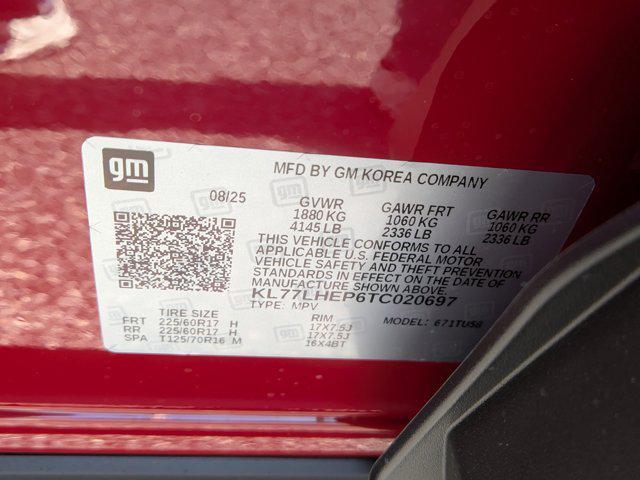 gm
MFD BY GM KOREA COMPANY
08/25
GVWR GAWR FRT GAWR RR
1880 KG 1060 KG 1060 KG
4145 LB 2336 LB 2336 LB
THIS VEHICLE CONFORMS TO ALL
APPLICABLE U.S. FEDERAL MOTOR
VEHICLE SAFETY AND THEFT PREVENTION
STANDARDS IN EFFECT ON THE DATE OF
MANUFACTURE SHOWN ABOVE.
KL77LHEP6TC020697
TYPE: MPV MODEL: 671TU58
TIRE SIZE RIM
FRT 225/60R17 H 17X7.5J
RR 225/60R17 H 17X7.5J
SPA T125/70R16 M 16X4BT